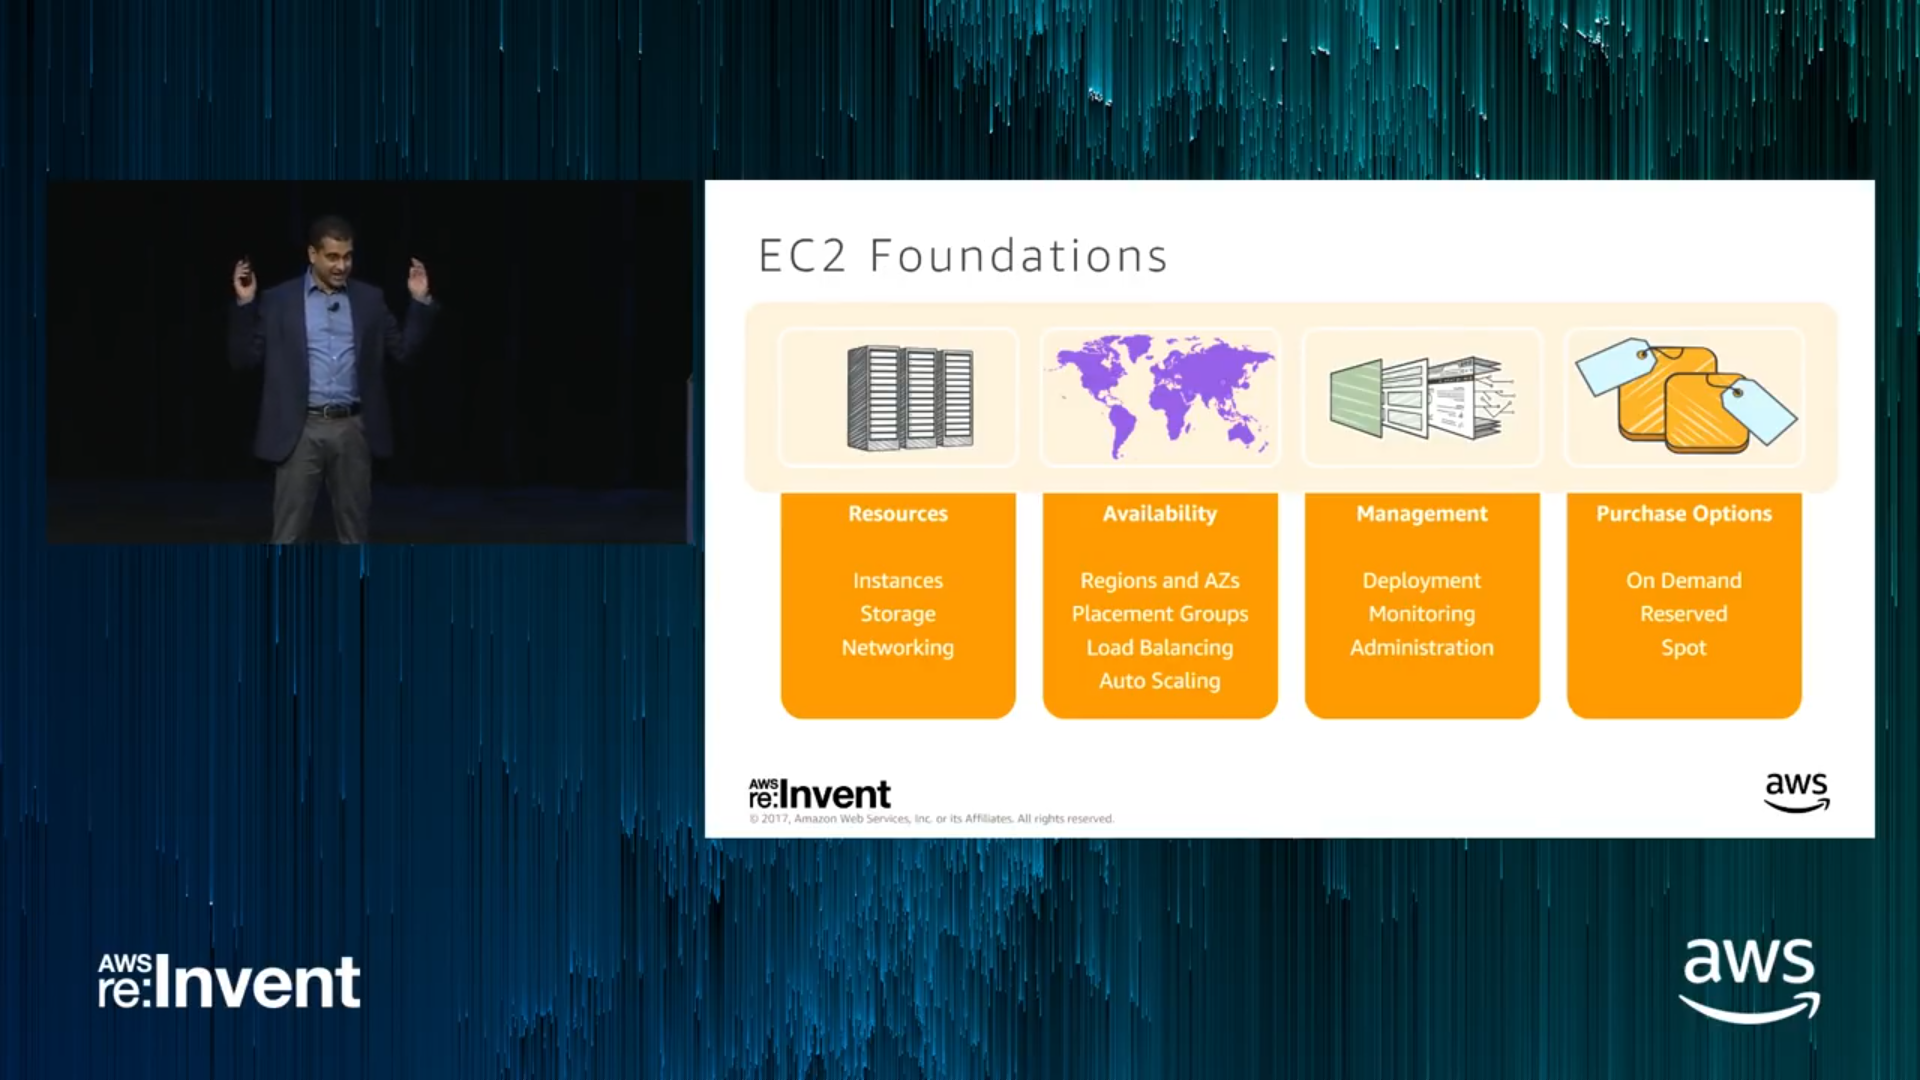 EC2 Foundations
Resources
Instances
Storage
Networking
Availability
Regions and AZs
Placement Groups
Load Balancing
Auto Scaling
Management
Deployment
Monitoring
Administration
Purchase Options
On Demand
Reserved
Spot
AWS
re:Invent
© 2017, Amazon Web Services, Inc. or its Affiliates. All rights reserved.
aws
AWS
re:Invent
aws